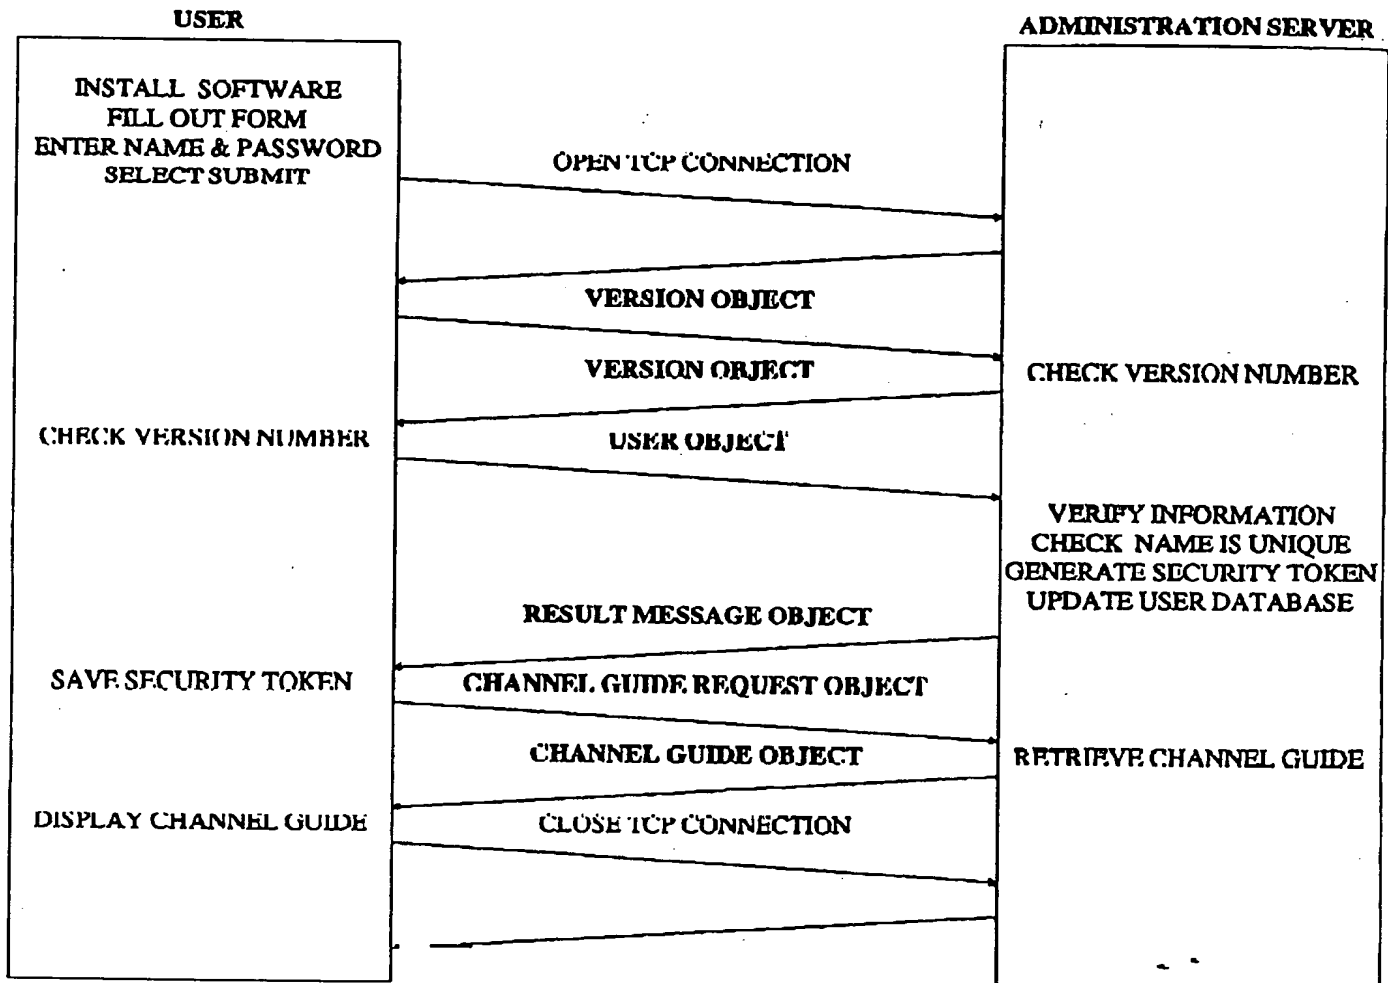 USER
ADMINISTRATION SERVER
INSTALL SOFTWARE
FILL OUT FORM
ENTER NAME & PASSWORD
SELECT SUBMIT
OPEN TCP CONNECTION
VERSION OBJECT
VERSION OBJECT
CHECK VERSION NUMBER
CHECK VERSION NUMBER
USER OBJECT
VERIFY INFORMATION
CHECK NAME IS UNIQUE
GENERATE SECURITY TOKEN
UPDATE USER DATABASE
RESULT MESSAGE OBJECT
SAVE SECURITY TOKEN
CHANNEL GUIDE REQUEST OBJECT
CHANNEL GUIDE OBJECT
RETRIEVE CHANNEL GUIDE
DISPLAY CHANNEL GUIDE
CLOSE TCP CONNECTION